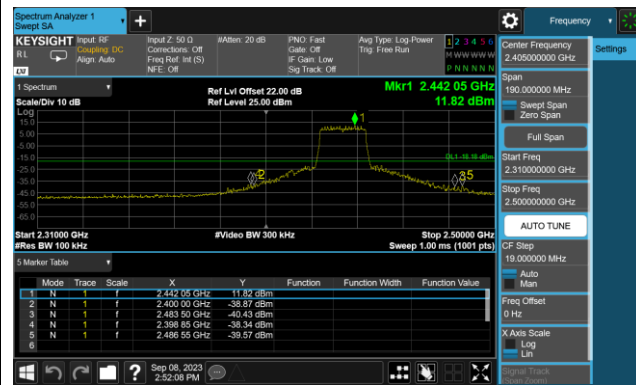 Spectrum Analyzer 1
Swept SA
Frequency
KEYSIGHT
Input: RF
Input Z: 50 Ω
#Atten: 20 dB
PNO: Fast
Avg Type: Log-Power
1 2 3 4 5 6
R L
Coupling: DC
Corrections: Off
Gate: Off
Trig: Free Run
M W W W W W
Align: Auto
Freq Ref: Int (S)
IF Gain: Low
P N N N N N
LXI
NFE: Off
Sig Track: Off
1 Spectrum
Scale/Div 10 dB
Log
Ref Lvl Offset 22.00 dB
Ref Level 25.00 dBm
Mkr1 2.442 05 GHz
11.82 dBm
15.0
5.00
-5.00
-15.0
-25.0
-35.0
-45.0
-55.0
-65.0
1
2
3
5
Start 2.31000 GHz
#Video BW 300 kHz
Stop 2.50000 GHz
#Res BW 100 kHz
Sweep 1.00 ms (1001 pts)
5 Marker Table
Mode Trace Scale X Y Function Function Width Function Value
1 N 1 f 2.442 05 GHz 11.82 dBm
2 N 1 f 2.400 00 GHz -38.87 dBm
3 N 1 f 2.483 50 GHz -40.43 dBm
4 N 1 f 2.398 85 GHz -38.34 dBm
5 N 1 f 2.486 55 GHz -39.57 dBm
6
Sep 08, 2023
2:52:08 PM
Settings
Center Frequency
2.405000000 GHz
Span
190.000000 MHz
Swept Span
Zero Span
Full Span
Start Freq
2.310000000 GHz
Stop Freq
2.500000000 GHz
AUTO TUNE
CF Step
19.000000 MHz
Auto
Man
Freq Offset
0 Hz
X Axis Scale
Log
Lin
Signal Track
(Span Zoom)